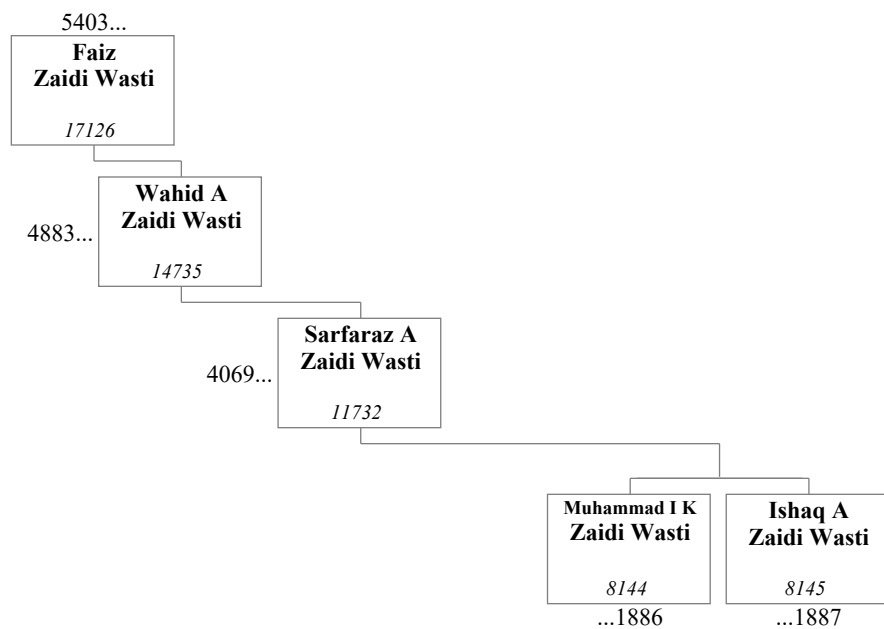 5403...
Faiz
Zaidi Wasti
17126
Wahid A
Zaidi Wasti
4883...
14735
Sarfaraz A
Zaidi Wasti
4069...
11732
Muhammad I K
Zaidi Wasti
8144
...1886
Ishaq A
Zaidi Wasti
8145
...1887